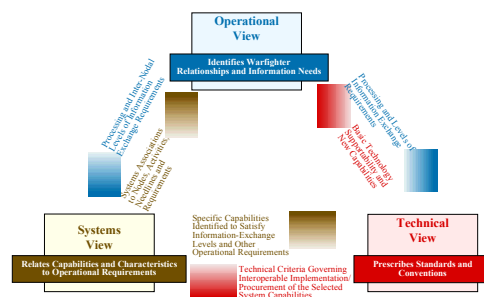 Operational
View
Identifies Warfighter
Relationships and Information Needs
Processing and Inter-Nodal
Levels of Information
Exchange Requirements
Systems Associations
to Nodes, Activities,
Needlines and
Requirements
Processing and Levels of
Information Exchange
Requirements
Basic Technology
Supportability and
New Capabilities
Systems
View
Relates Capabilities and Characteristics
to Operational Requirements
Specific Capabilities
Identified to Satisfy
Information-Exchange
Levels and Other
Operational Requirements
Technical
View
Prescribes Standards and
Conventions
Technical Criteria Governing
Interoperable Implementation/
Procurement of the Selected
System Capabilities